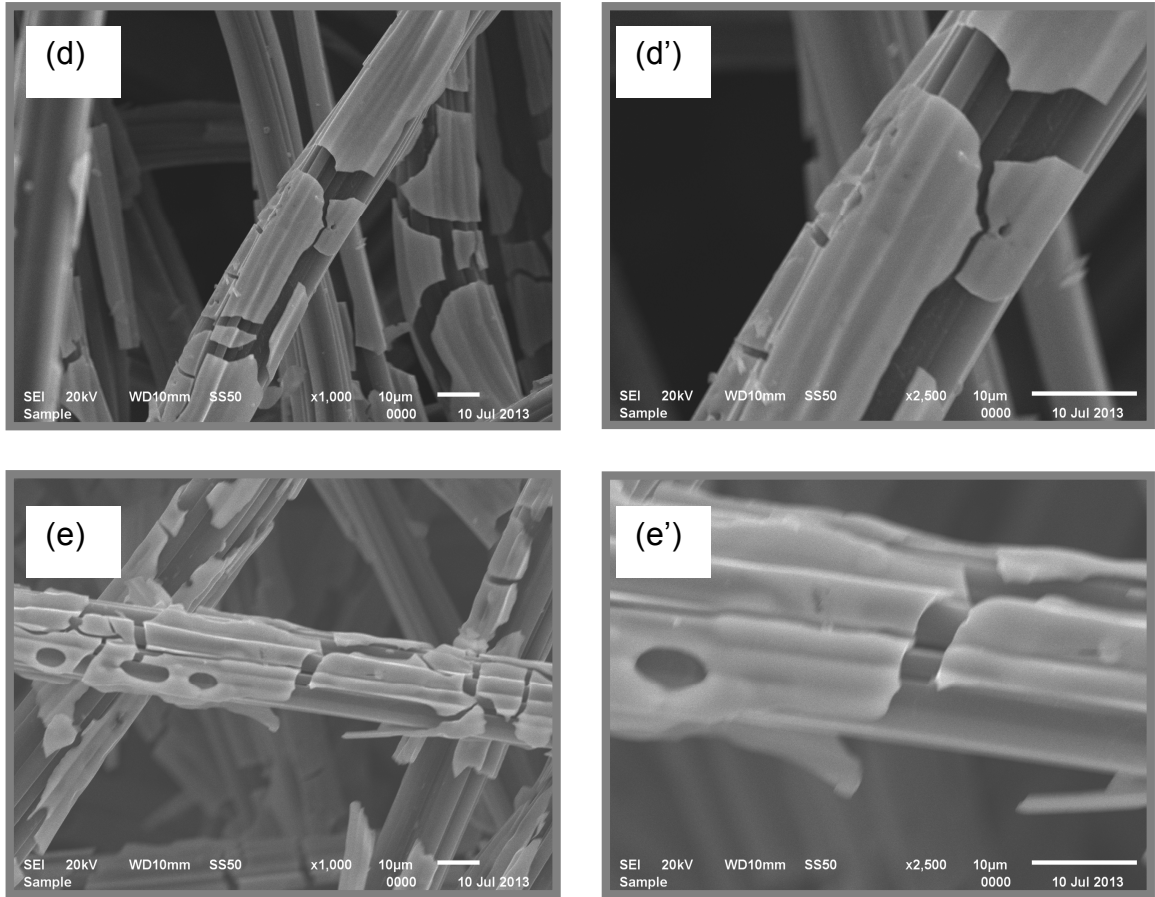 (d)
SEI 20kV WD10mm SS50 x1,000 10µm
Sample 0000 10 Jul 2013
(d')
SEI 20kV WD10mm SS50 x2,500 10µm
Sample 0000 10 Jul 2013
(e)
SEI 20kV WD10mm SS50 x1,000 10µm
Sample 0000 10 Jul 2013
(e')
SEI 20kV WD10mm SS50 x2,500 10µm
Sample 0000 10 Jul 2013